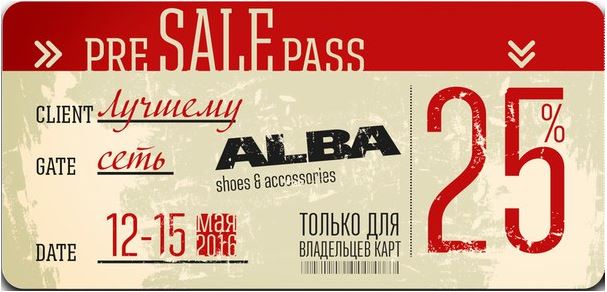 PRE SALE PASS
CLIENT Лучшему
GATE сеть
DATE 12-15 мая 2016
ALBA
shoes & accessories
ТОЛЬКО ДЛЯ
ВЛАДЕЛЬЦЕВ КАРТ
25%